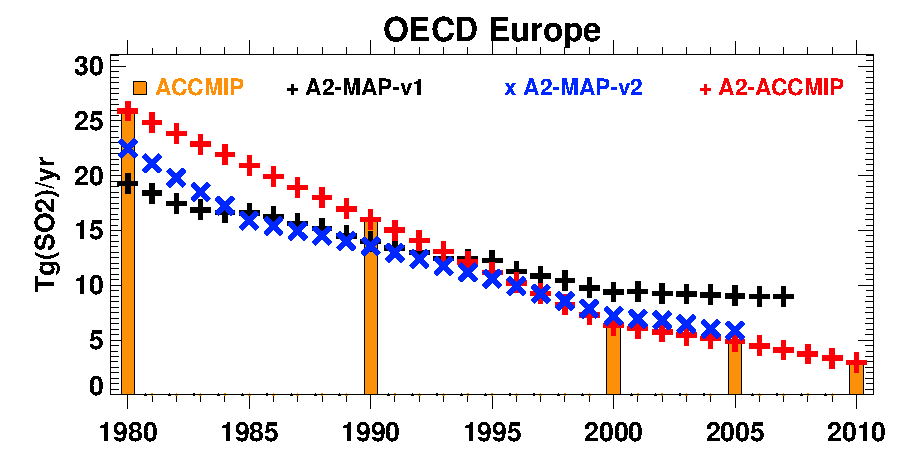 OECD Europe
30
ACCMIP + A2-MAP-v1 x A2-MAP-v2 + A2-ACCMIP
25
20
15
10
5
0
Tg(SO2)/yr
1980 1985 1990 1995 2000 2005 2010